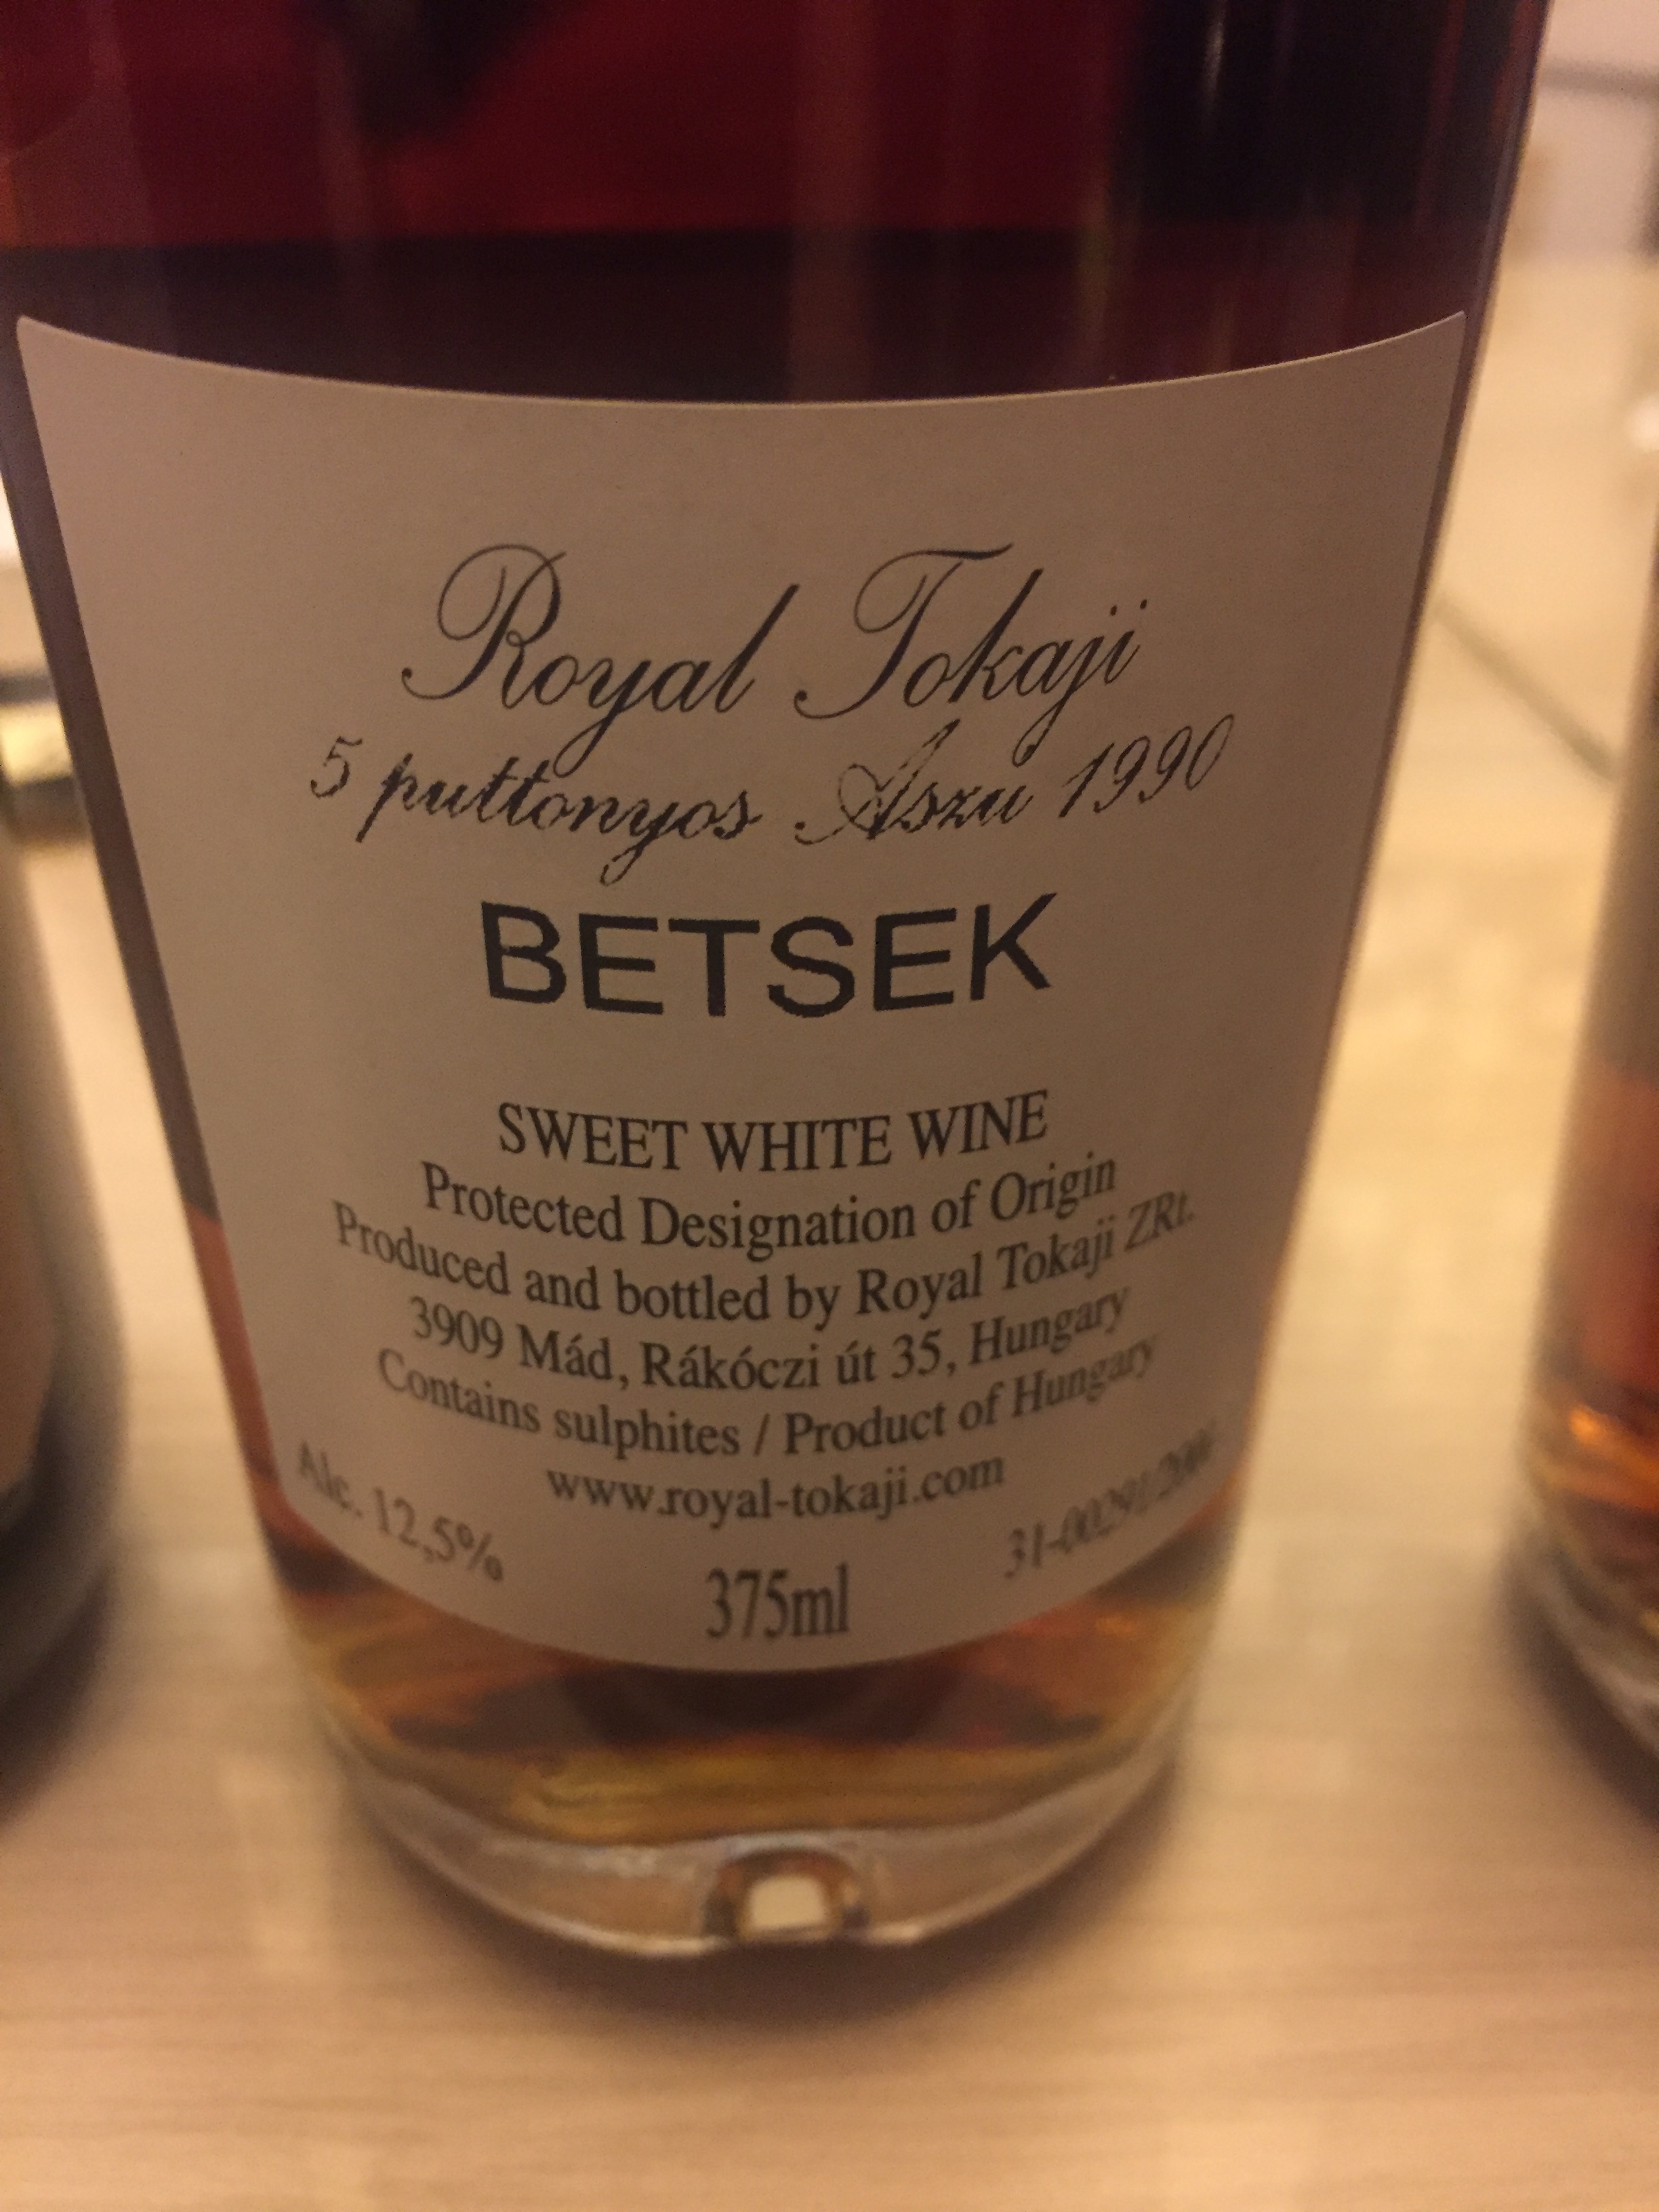 Royal Tokaji
5 puttonyos Aszu 1990
BETSEK
SWEET WHITE WINE
Protected Designation of Origin
Produced and bottled by Royal Tokaji ZRt.
3909 Mád, Rákóczi út 35, Hungary
Contains sulphites / Product of Hungary
www.royal-tokaji.com
Alc. 12,5%
375ml